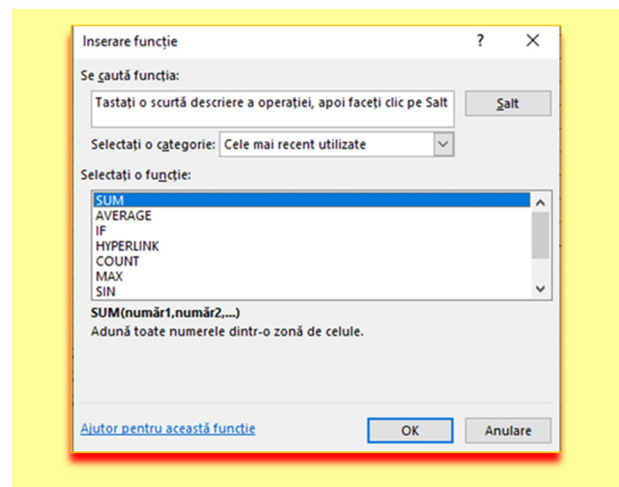 Inserare funcție ? ×
Se caută funcția:
Tastați o scurtă descriere a operației, apoi faceți clic pe Salt
Salt
Selectați o categorie: Cele mai recent utilizate
Selectați o funcție:
SUM
AVERAGE
IF
HYPERLINK
COUNT
MAX
SIN
SUM(număr1,număr2,...)
Adună toate numerele dintr-o zonă de celule.
Ajutor pentru această funcție
OK
Anulare